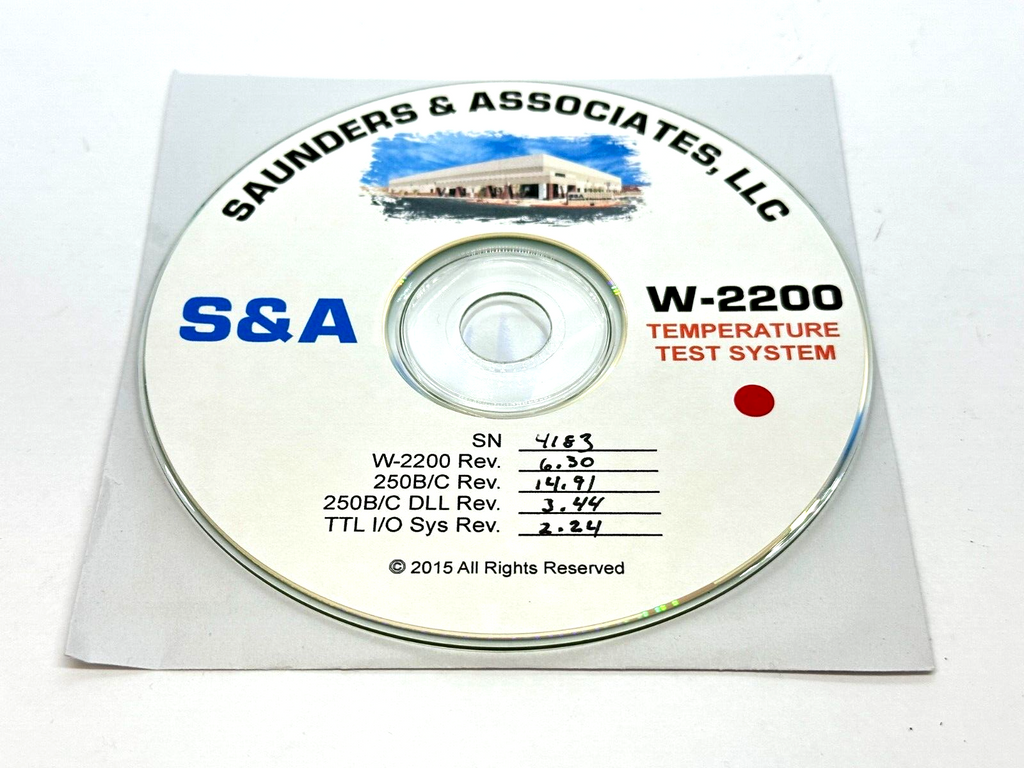 SAUNDERS & ASSOCIATES, LLC
S&A
W-2200
TEMPERATURE
TEST SYSTEM
SN 4183
W-2200 Rev. 6.30
250B/C Rev. 14.91
250B/C DLL Rev. 3.44
TTL I/O Sys Rev. 2.24
© 2015 All Rights Reserved